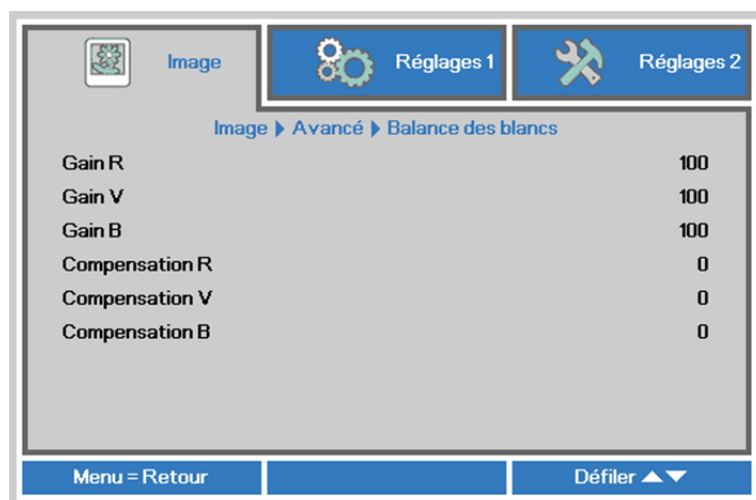 Image
Réglages 1
Réglages 2
Image ▶ Avancé ▶ Balance des blancs
Gain R 100
Gain V 100
Gain B 100
Compensation R 0
Compensation V 0
Compensation B 0
Menu = Retour
Défiler ▲▼